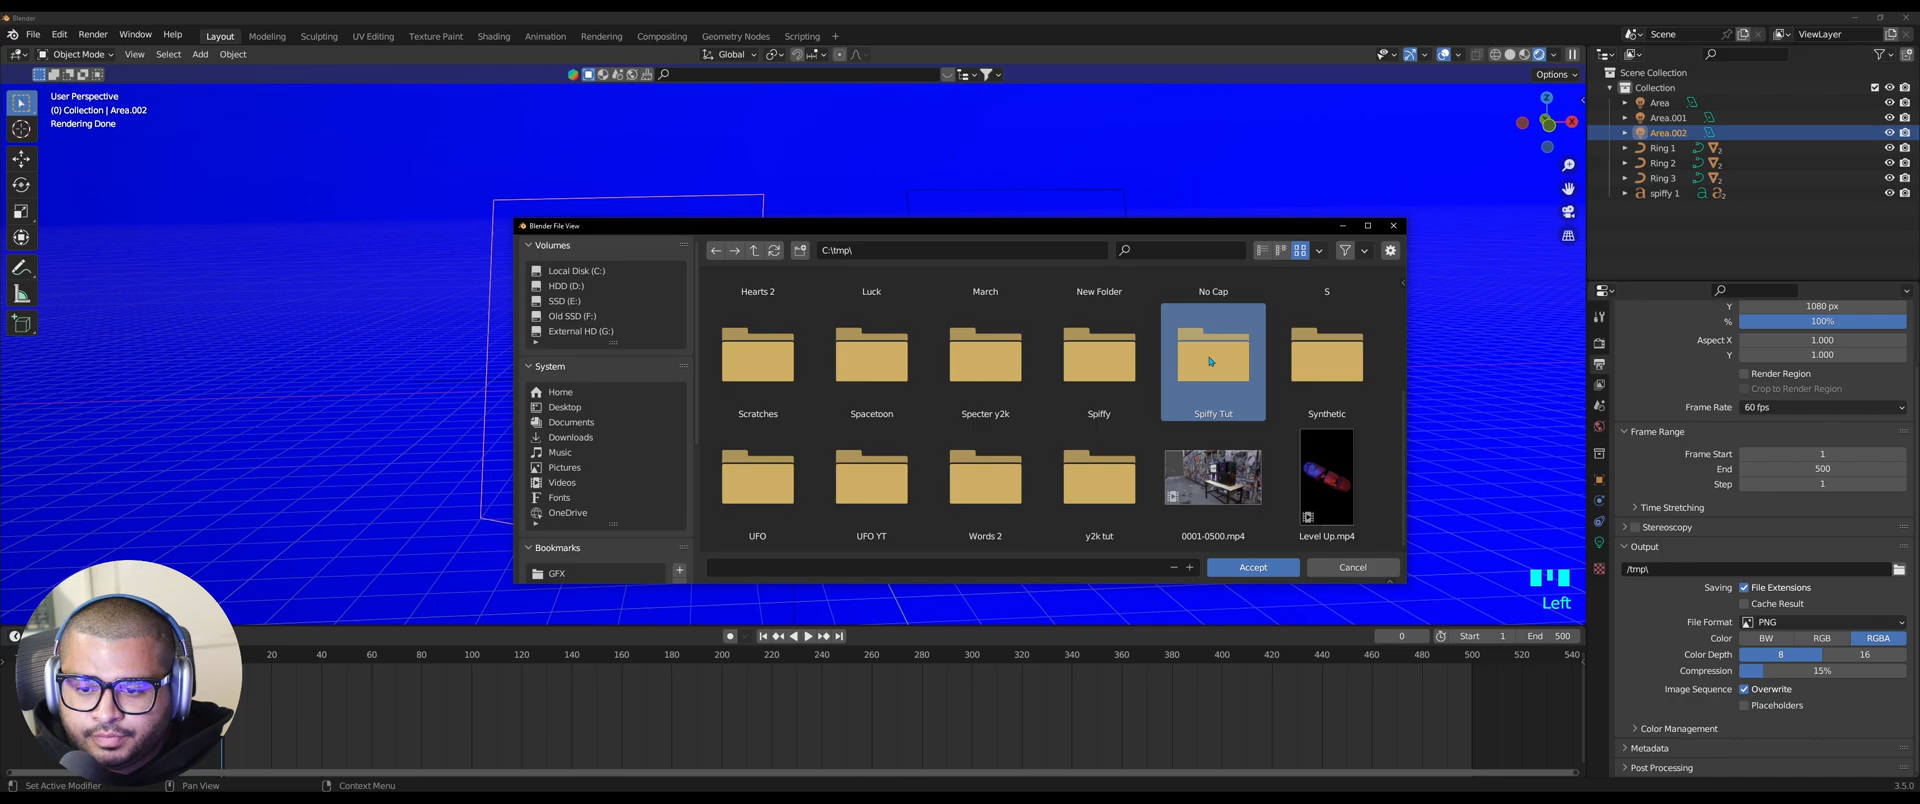 Blender
File Edit Render Window Help Layout Modeling Sculpting UV Editing Texture Paint Shading Animation Rendering Compositing Geometry Nodes Scripting + Scene ViewLayer
Object Mode View Select Add Object Global
Options
User Perspective
(0) Collection | Area.002
Rendering Done
Z
X
Scene Collection
Collection
Area
Area.001
Area.002
Ring 1
Ring 2
Ring 3
spiffy 1
Blender File View
Volumes
Local Disk (C:)
HDD (D:)
SSD (E:)
Old SSD (F:)
External HD (G:)
System
Home
Desktop
Documents
Downloads
Music
Pictures
Videos
Fonts
OneDrive
Bookmarks
GFX
C:\tmp\
Hearts 2 Luck March New Folder No Cap S
Scratches Spacetoon Specter y2k Spiffy Spiffy Tut Synthetic
UFO UFO YT Words 2 y2k tut 0001-0500.mp4 Level Up.mp4
Accept Cancel
Y 1080 px
% 100%
Aspect X 1.000
Y 1.000
Render Region
Crop to Render Region
Frame Rate 60 fps
Frame Range
Frame Start 1
End 500
Step 1
Time Stretching
Stereoscopy
Output
/tmp\
Saving File Extensions
Cache Result
File Format PNG
Color BW RGB RGBA
Color Depth 8 16
Compression 15%
Image Sequence Overwrite
Placeholders
Color Management
Metadata
Post Processing
Left
0 Start 1 End 500
20 40 60 80 100 120 140 160 180 200 220 240 260 280 300 320 340 360 380 400 420 440 460 480 500 520 540
Set Active Modifier Pan View Context Menu 3.5.0